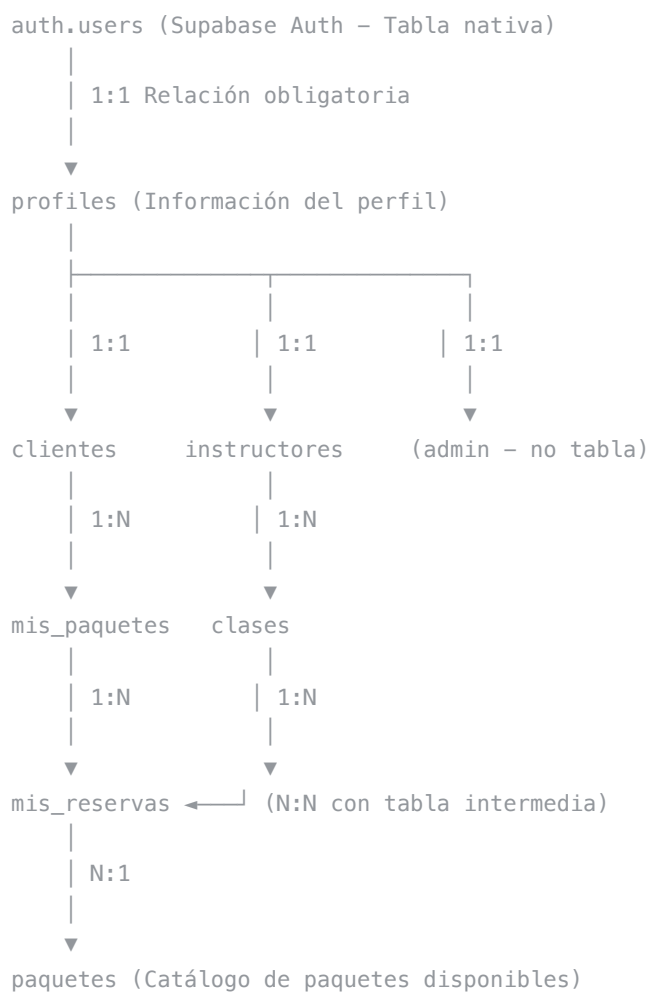 auth.users (Supabase Auth - Tabla nativa)
1:1 Relación obligatoria
profiles (Información del perfil)
1:1 1:1 1:1
clientes instructores (admin - no tabla)
1:N 1:N
mis_paquetes clases
1:N 1:N
mis_reservas (N:N con tabla intermedia)
N:1
paquetes (Catálogo de paquetes disponibles)